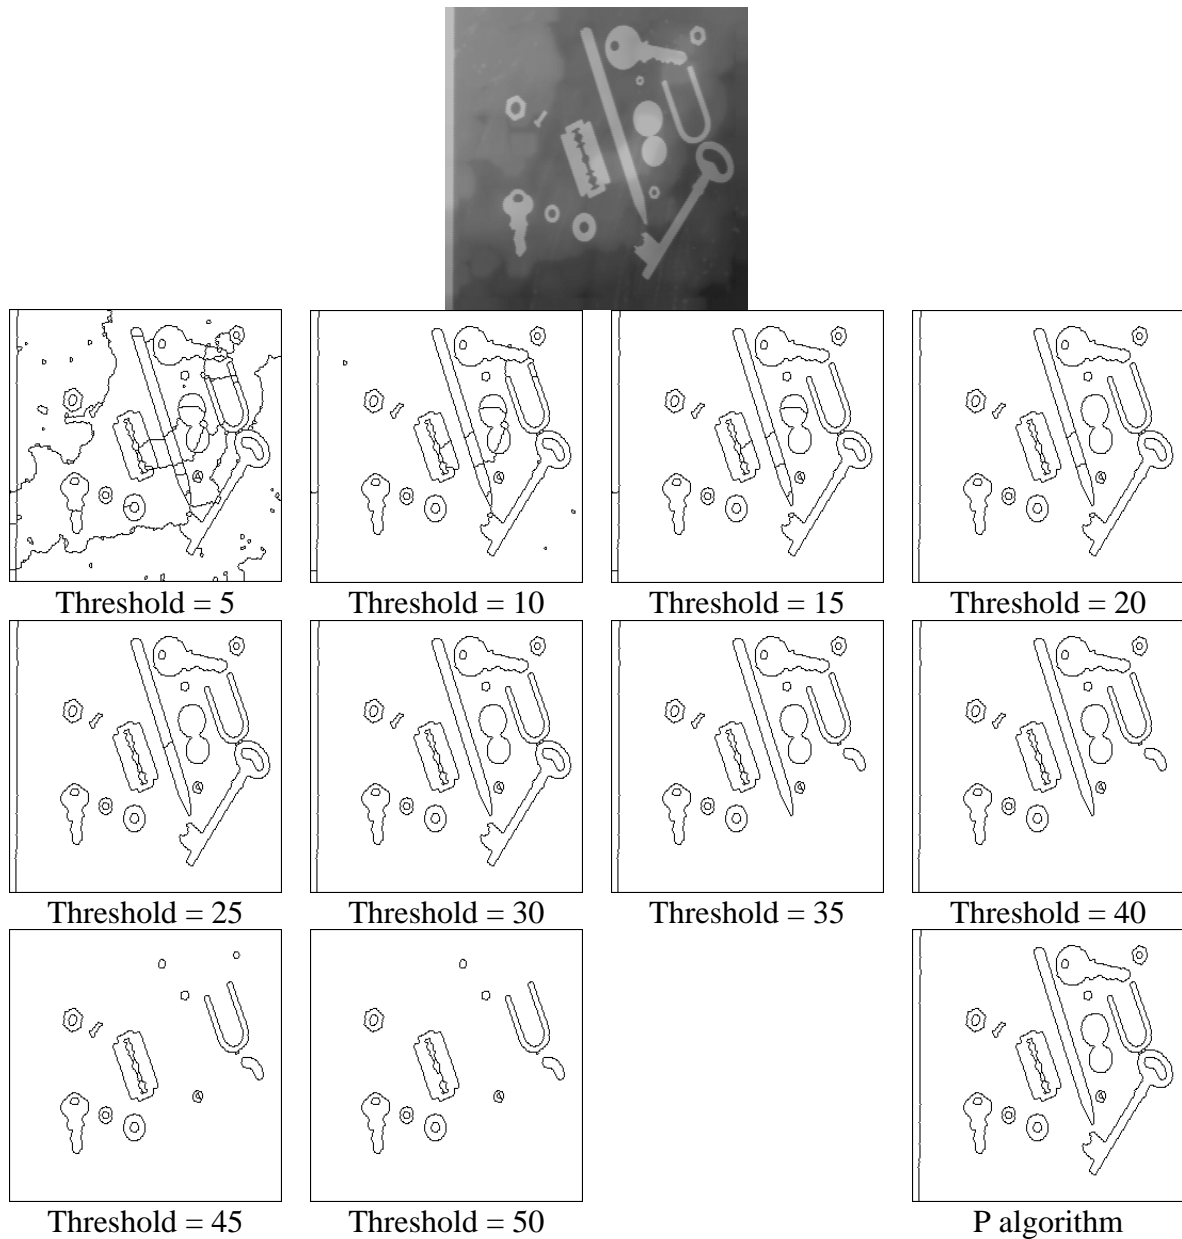 Threshold = 5
Threshold = 10
Threshold = 15
Threshold = 20
Threshold = 25
Threshold = 30
Threshold = 35
Threshold = 40
Threshold = 45
Threshold = 50
P algorithm